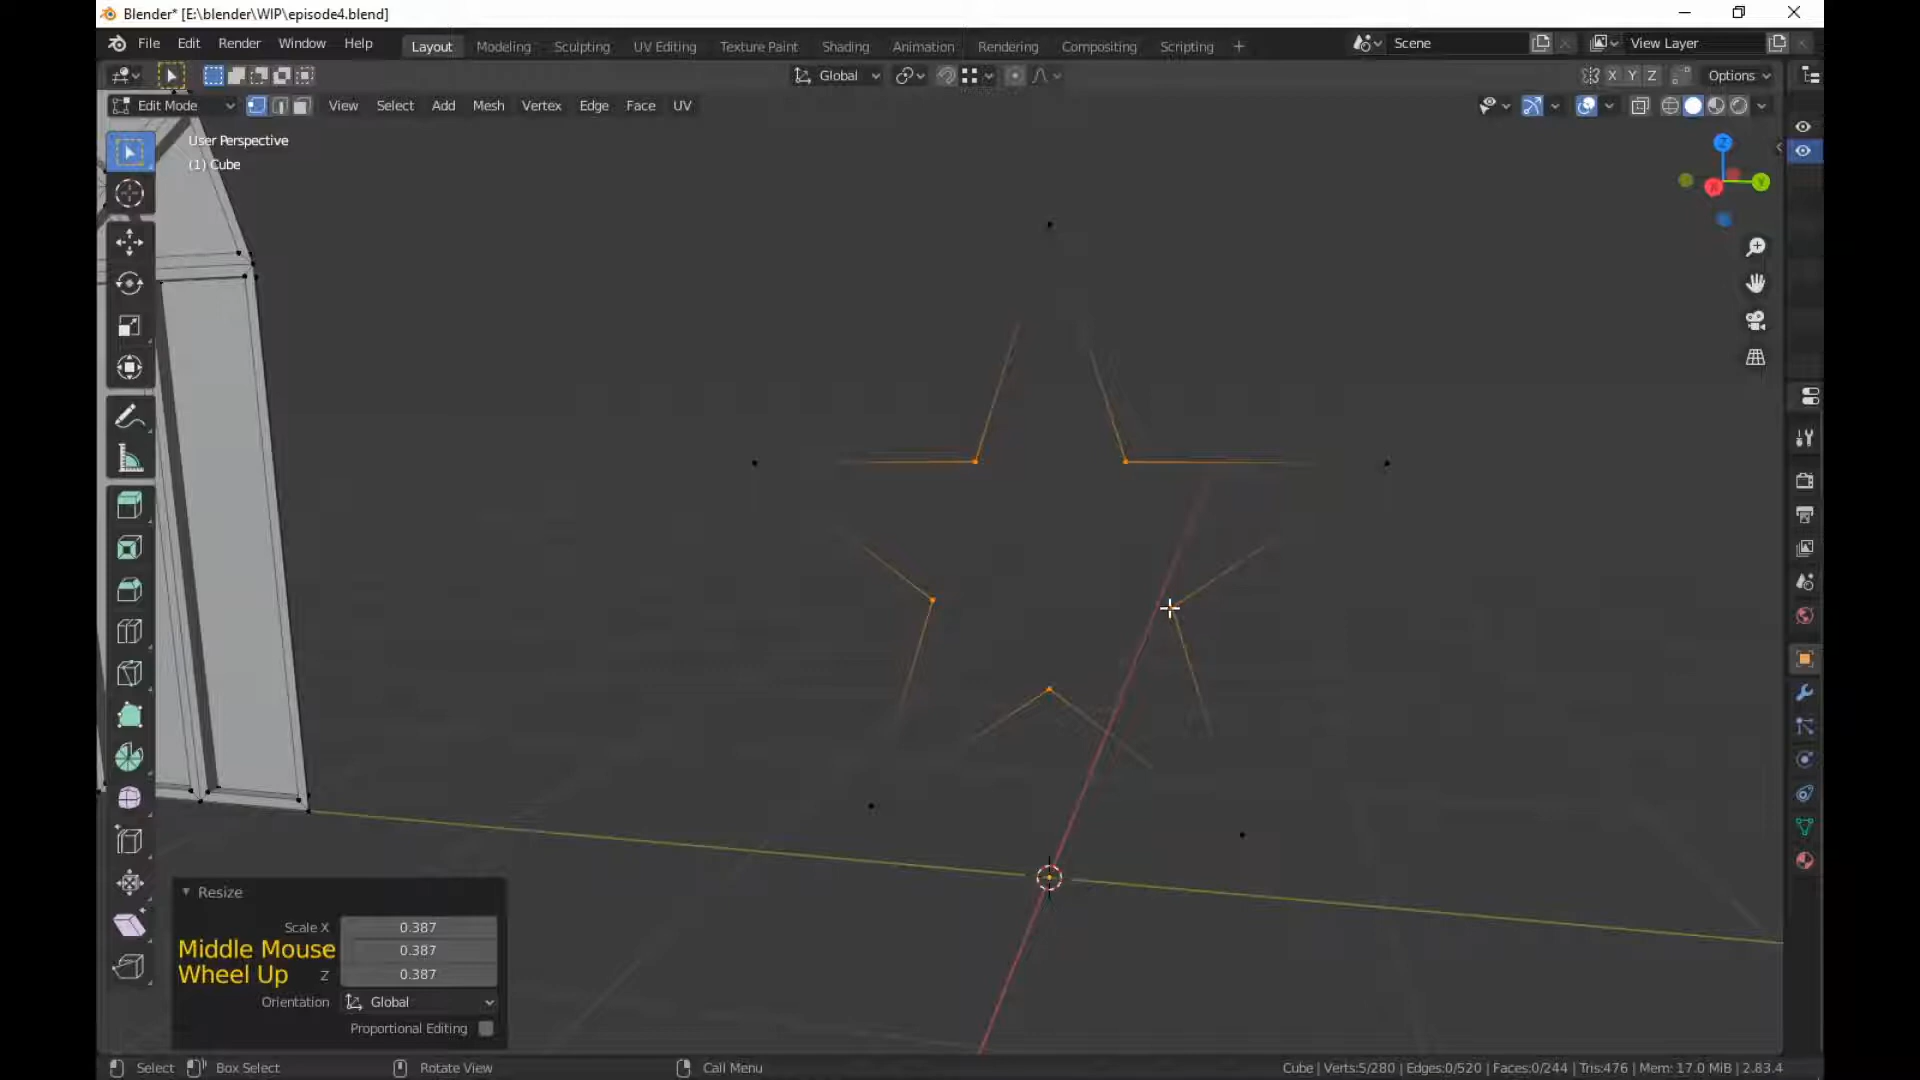 Blender* [E:\blender\WIP\episode4.blend]
File Edit Render Window Help Layout Modeling Sculpting UV Editing Texture Paint Shading Animation Rendering Compositing Scripting + Scene View Layer
Global X Y Z Options
Edit Mode View Select Add Mesh Vertex Edge Face UV
User Perspective
(1) Cube
Z
Y
X
Resize
Scale X 0.387
Middle Mouse 0.387
Wheel Up Z 0.387
Orientation Global
Proportional Editing
Select Box Select Rotate View Call Menu Cube | Verts:5/280 | Edges:0/520 | Faces:0/244 | Tris:476 | Mem: 17.0 MiB | 2.83.4